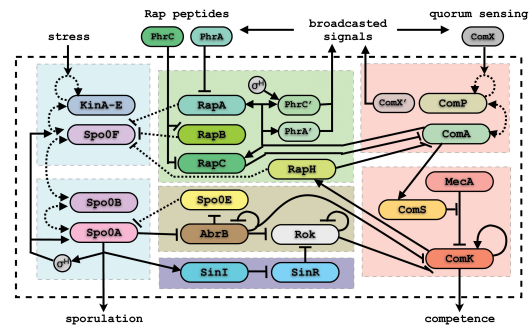 Rap peptides
broadcasted signals
quorum sensing
PhrC
PhrA
ComX
stress
σH
KinA-E
RapA
PhrC′
ComX′
ComP
Spo0F
RapB
PhrA′
ComA
RapC
RapH
MecA
Spo0B
Spo0E
ComS
Spo0A
AbrB
Rok
ComK
σH
SinI
SinR
sporulation
competence